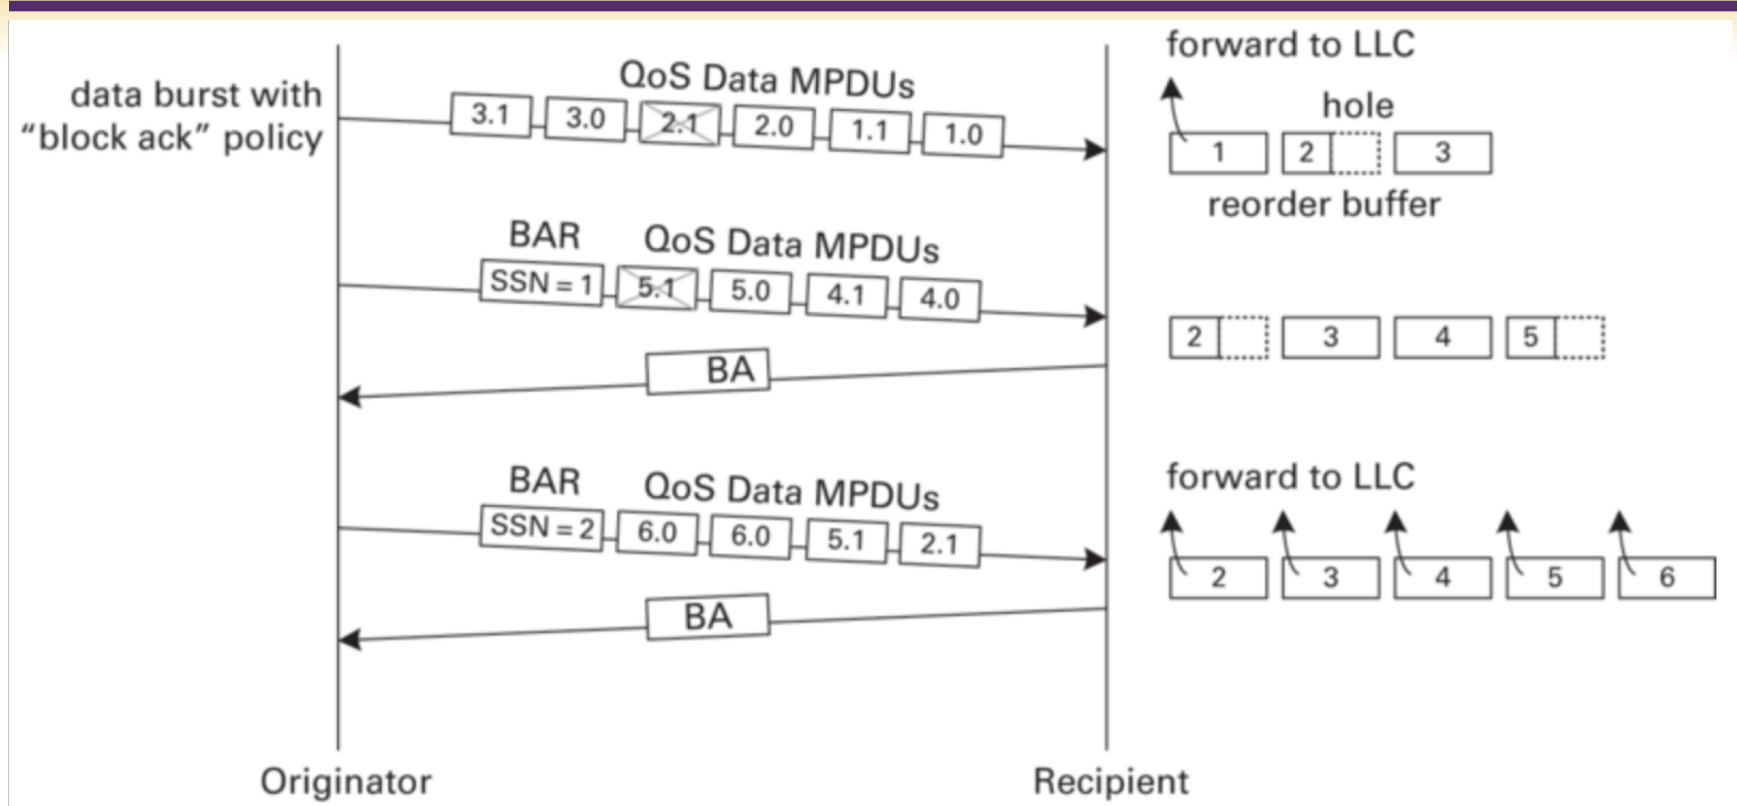 data burst with
"block ack" policy
QoS Data MPDUs
3.1 3.0 2.1 2.0 1.1 1.0
forward to LLC
hole
1 2 3
reorder buffer
BAR QoS Data MPDUs
SSN = 1 5.1 5.0 4.1 4.0
2 3 4 5
BA
BAR QoS Data MPDUs
SSN = 2 6.0 6.0 5.1 2.1
forward to LLC
2 3 4 5 6
BA
Originator
Recipient